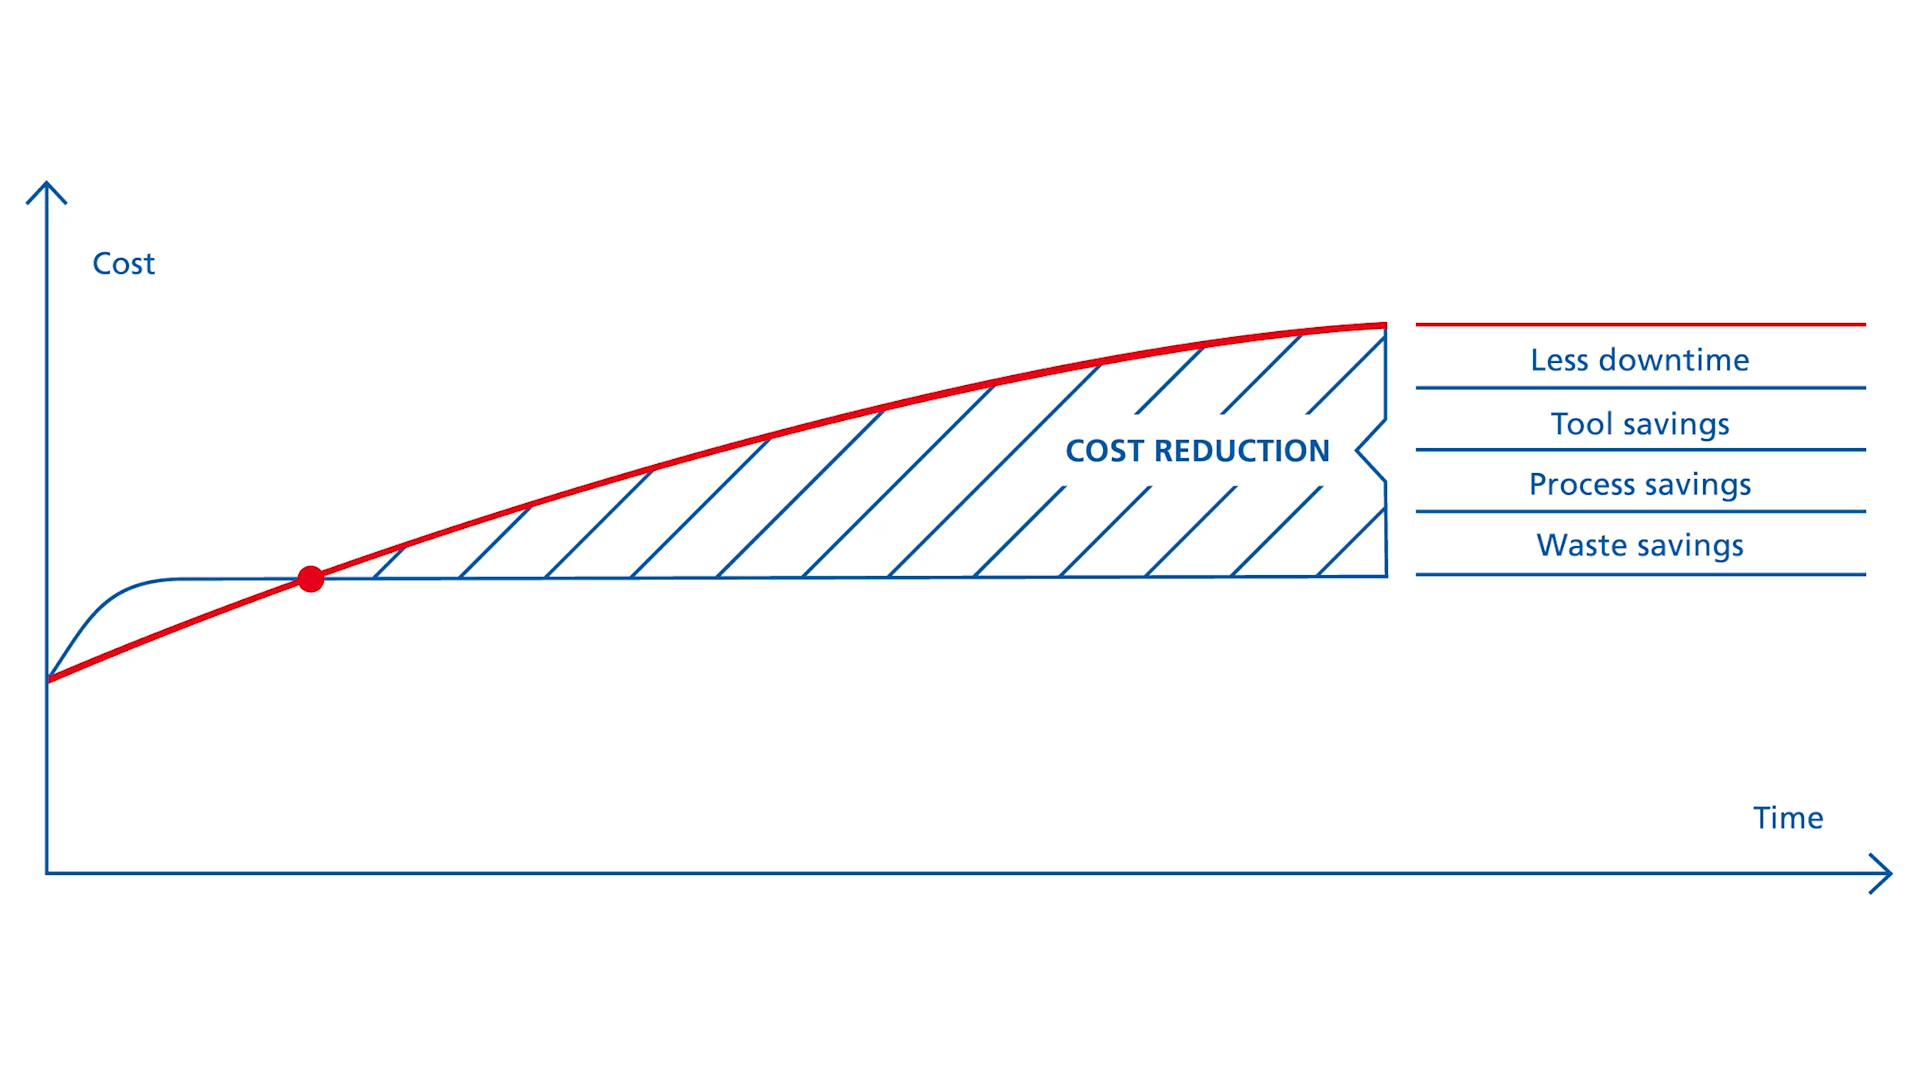 Cost
Less downtime
Tool savings
COST REDUCTION
Process savings
Waste savings
Time